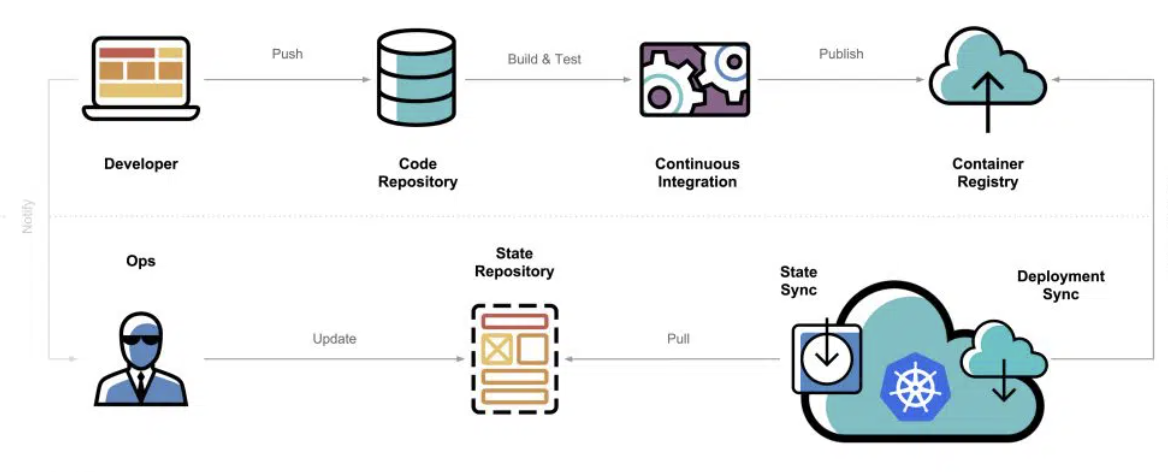 Push
Build & Test
Publish
Developer
Code
Repository
Continuous
Integration
Container
Registry
Notify
Ops
State
Repository
State
Sync
Deployment
Sync
Update
Pull